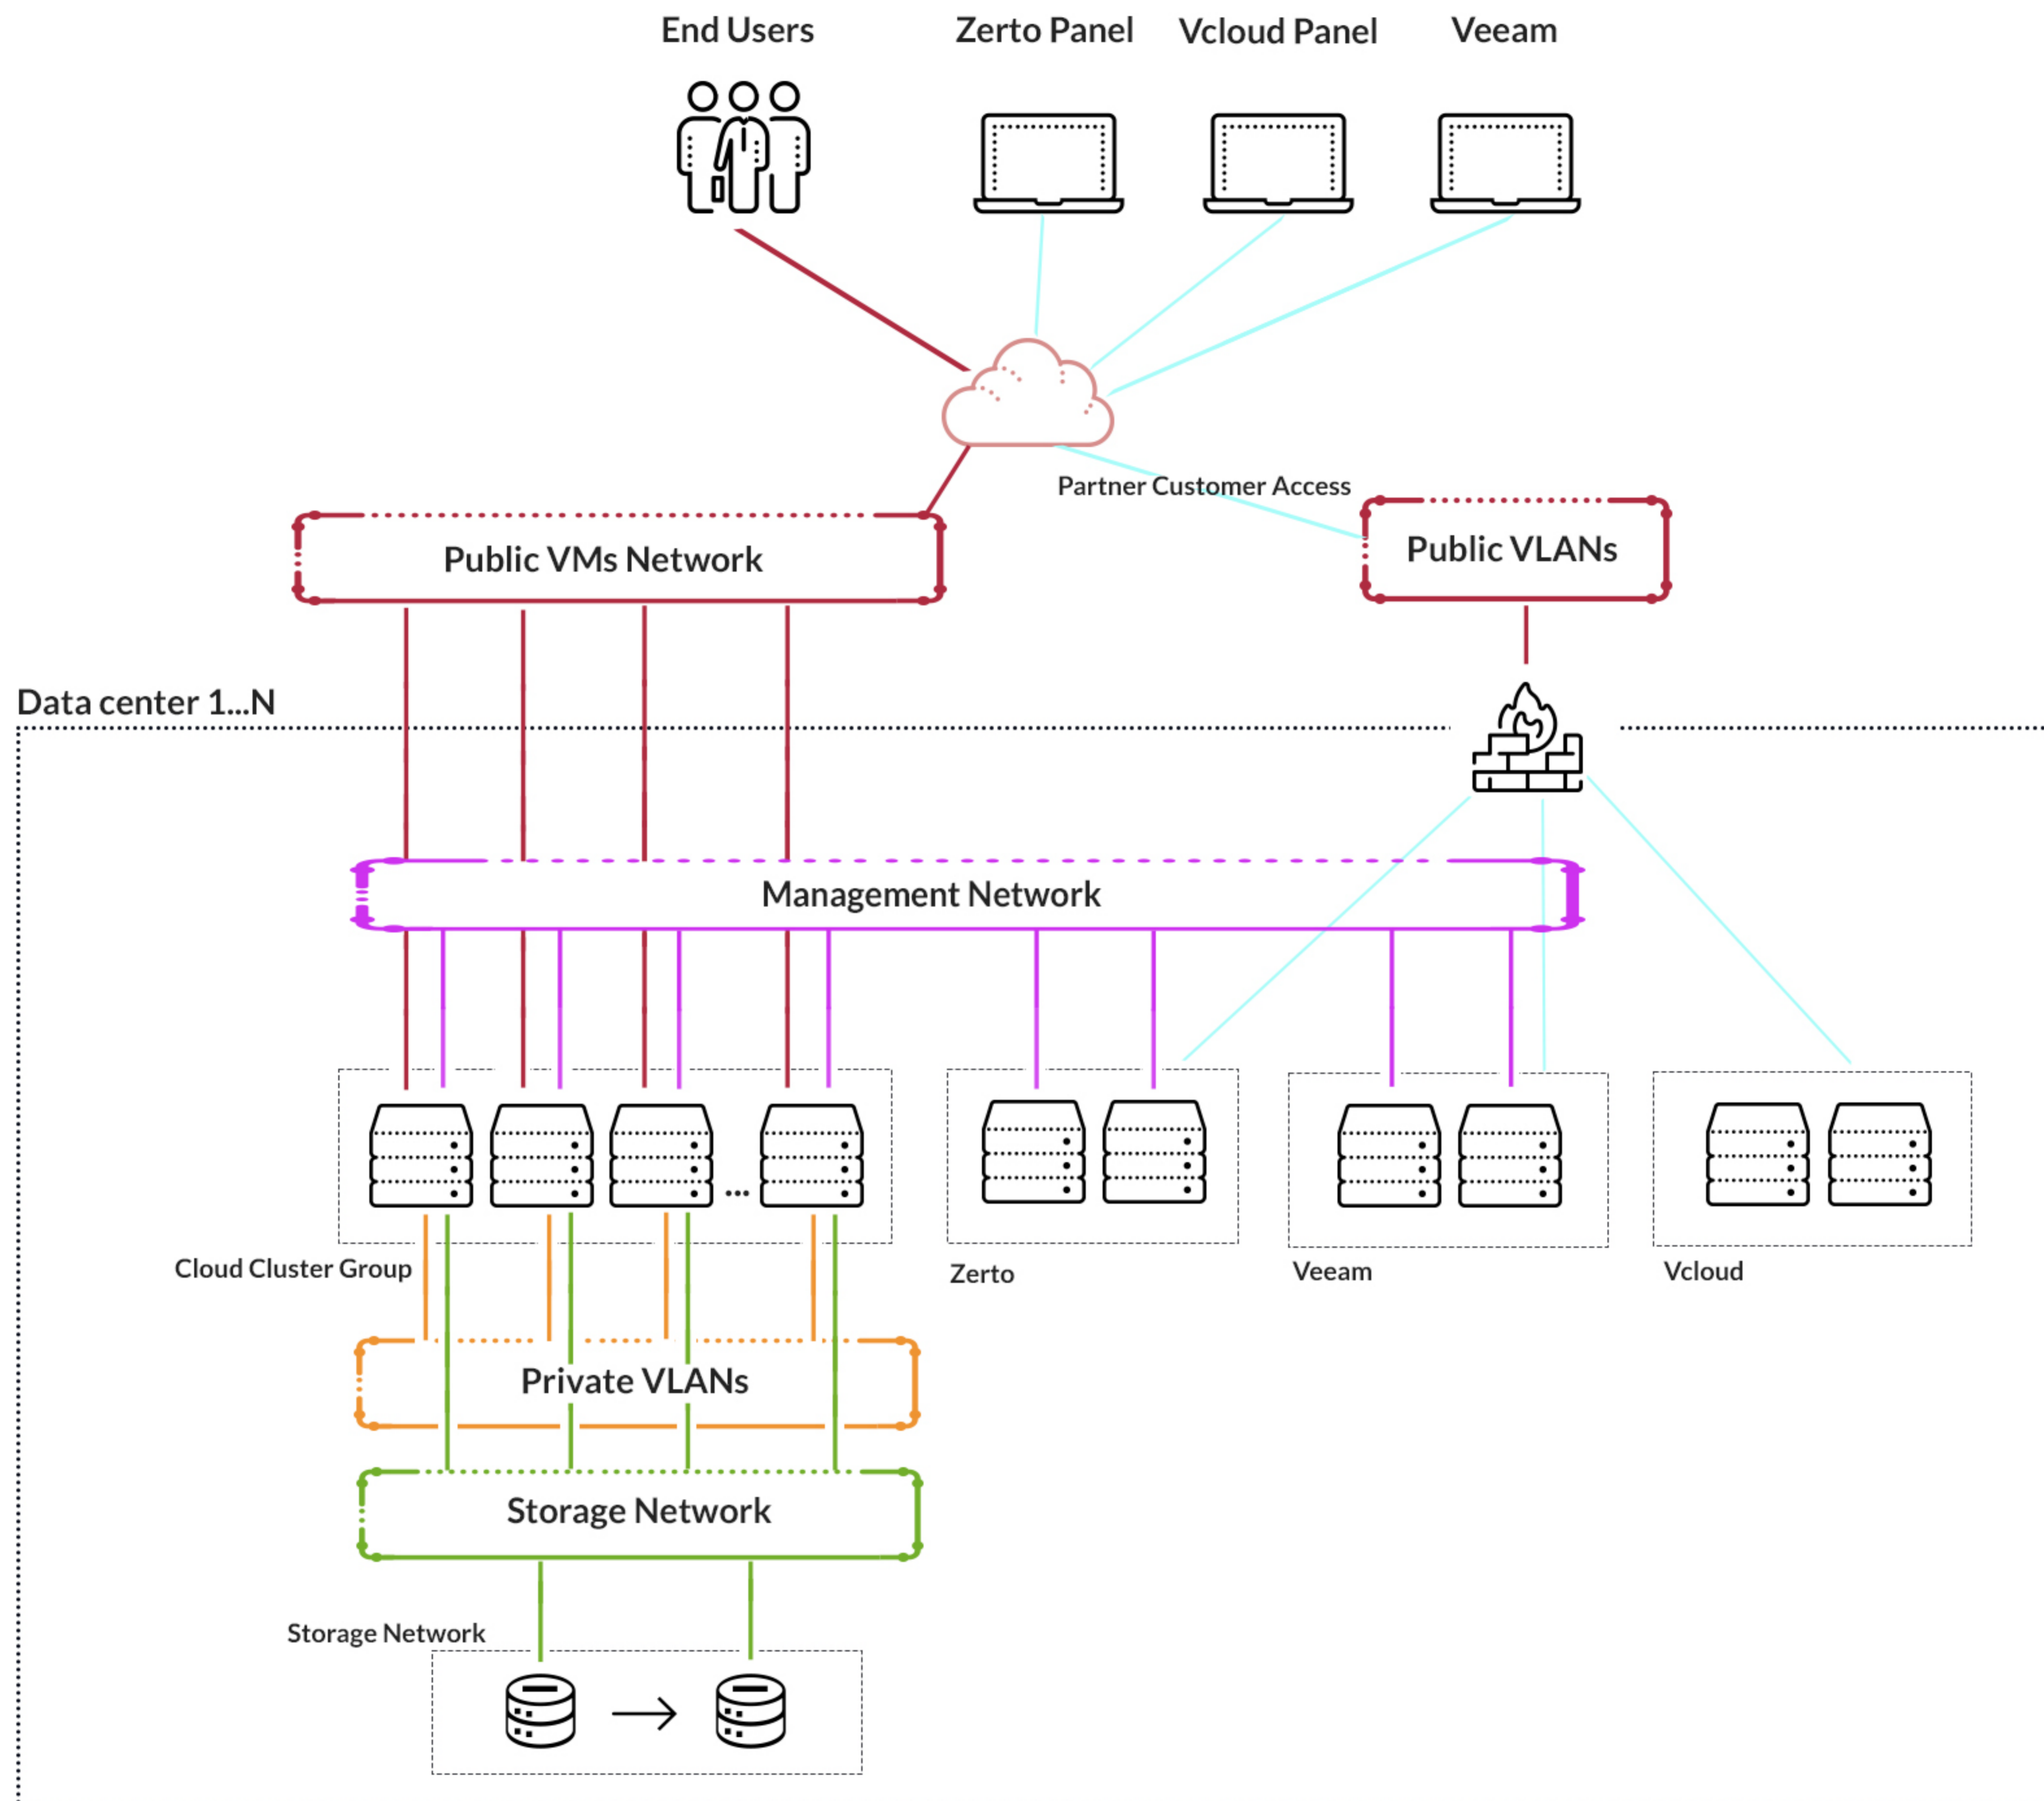 End Users
Zerto Panel
Vcloud Panel
Veeam
Partner Customer Access
Public VMs Network
Public VLANs
Data center 1...N
Management Network
...
Cloud Cluster Group
Zerto
Veeam
Vcloud
Private VLANs
Storage Network
Storage Network